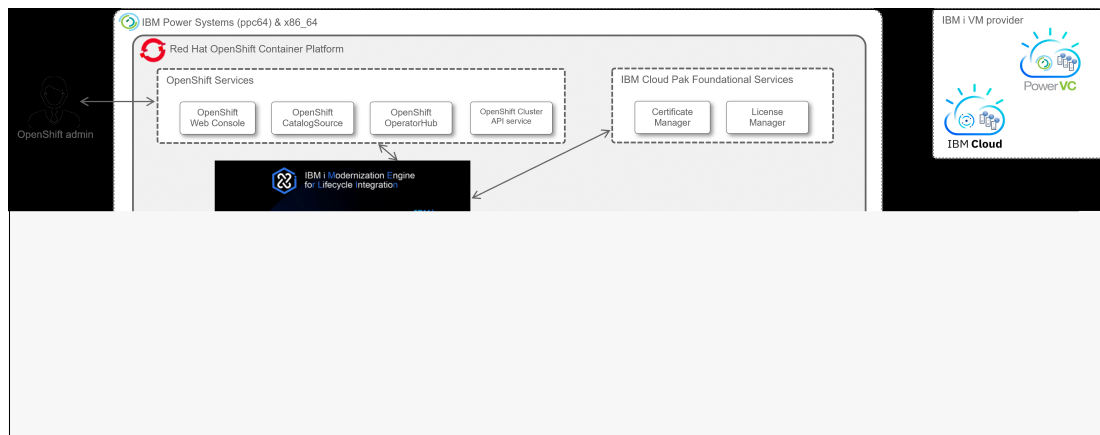 IBM Power Systems (ppc64) & x86_64
IBM i VM provider
Red Hat OpenShift Container Platform
OpenShift Services
IBM Cloud Pak Foundational Services
PowerVC
OpenShift
Web Console
OpenShift
CatalogSource
OpenShift
OperatorHub
OpenShift Cluster
API service
Certificate
Manager
License
Manager
OpenShift admin
IBM Cloud
IBM i Modernization Engine
for Lifecycle Integration